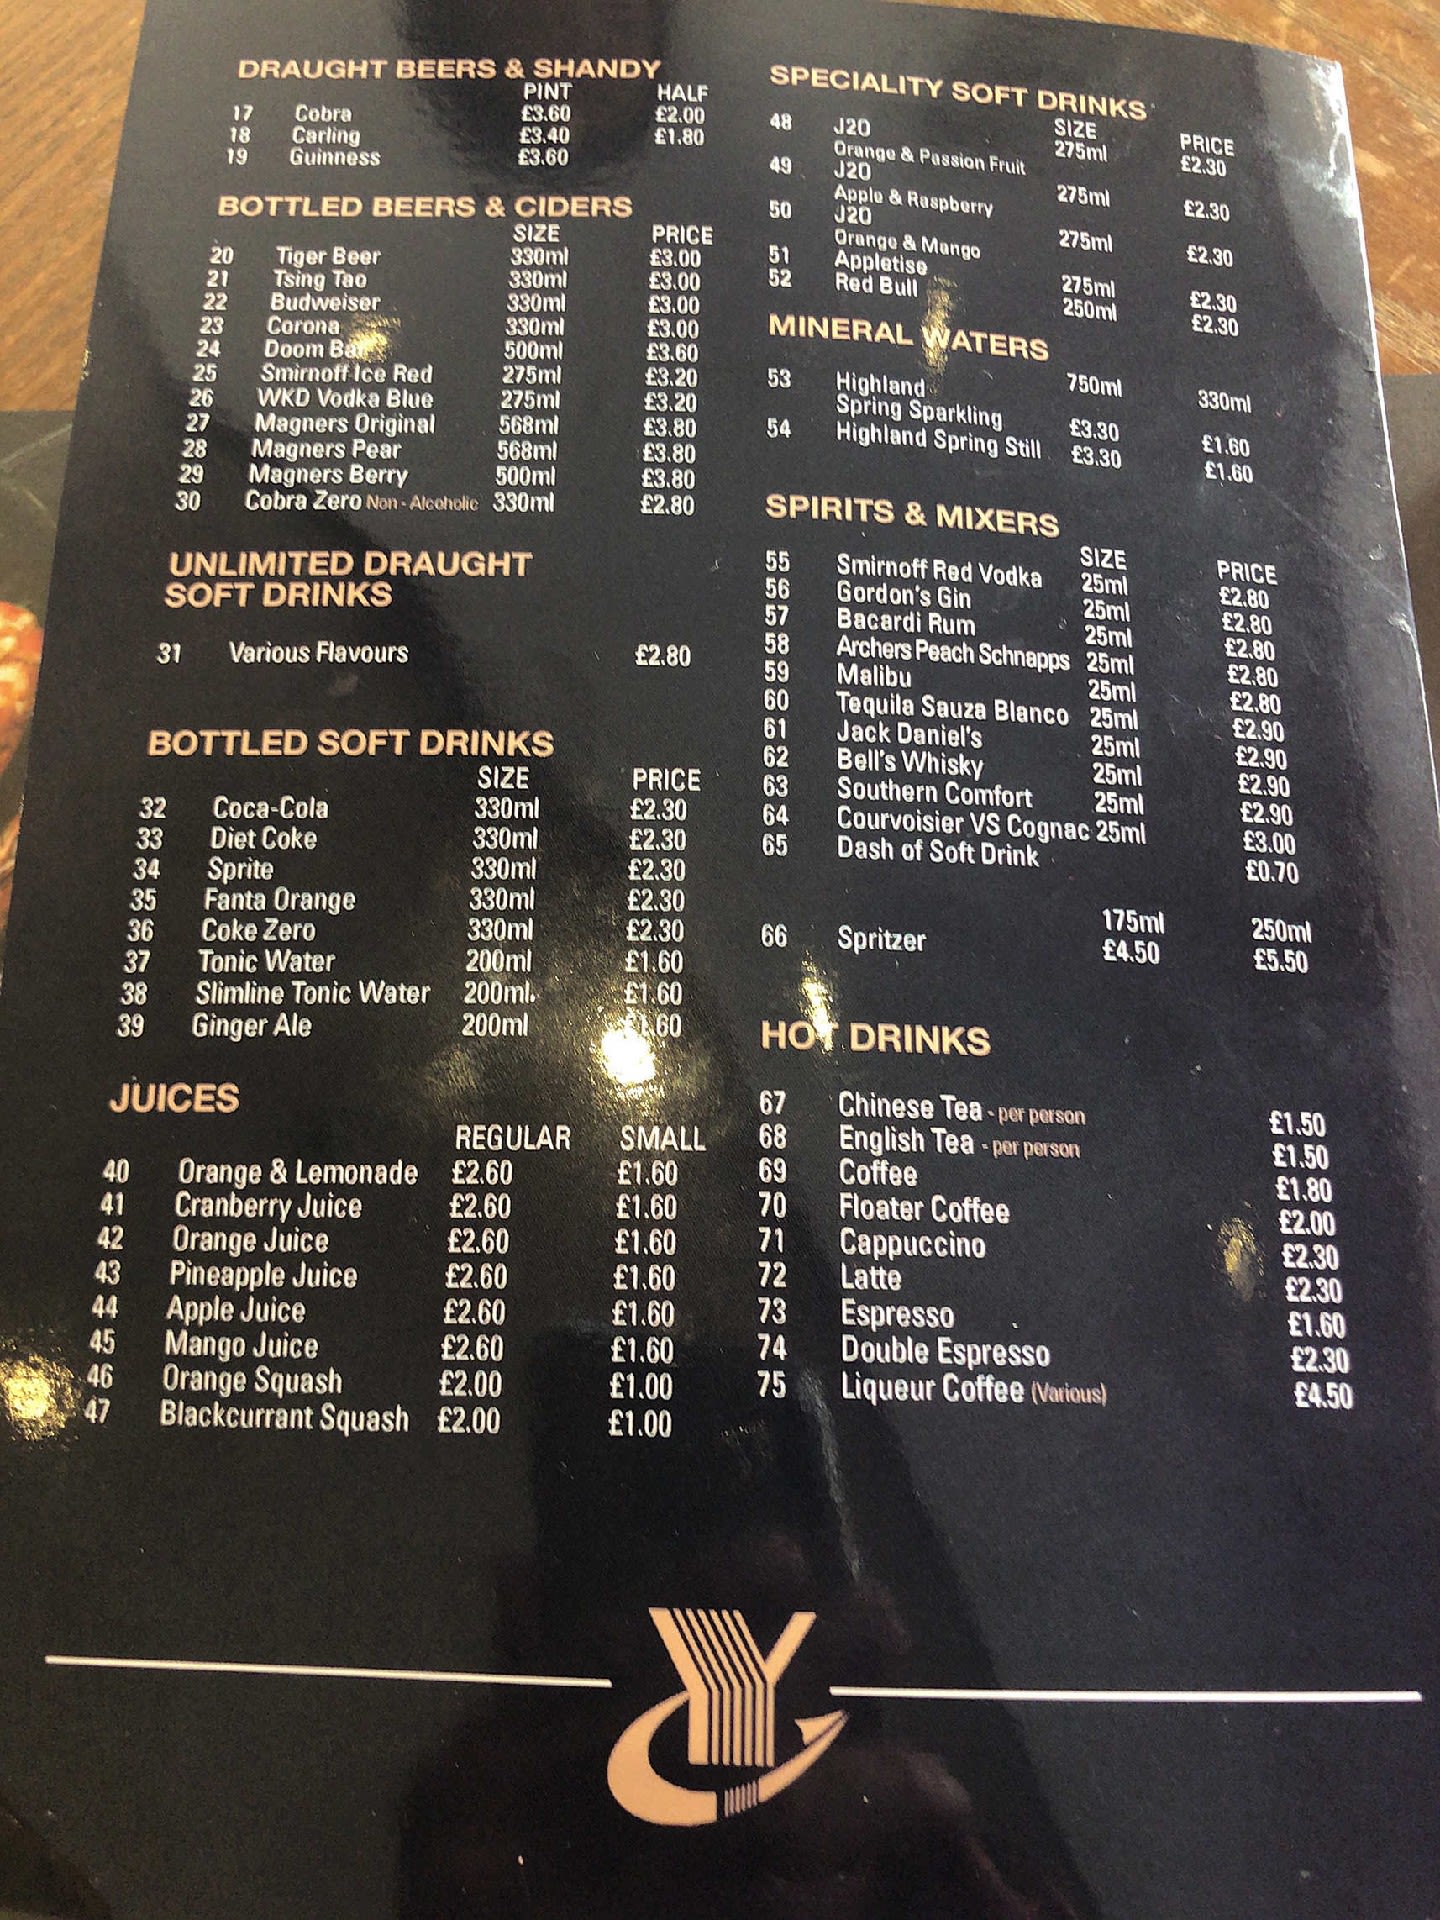 DRAUGHT BEERS & SHANDY
PINT HALF
17 Cobra £3.60 £2.00
18 Carling £3.40 £1.80
19 Guinness £3.60
BOTTLED BEERS & CIDERS
SIZE PRICE
20 Tiger Beer 330ml £3.00
21 Tsing Tao 330ml £3.00
22 Budweiser 330ml £3.00
23 Corona 330ml £3.00
24 Doom Bar 500ml £3.60
25 Smirnoff Ice Red 275ml £3.20
26 WKD Vodka Blue 275ml £3.20
27 Magners Original 568ml £3.80
28 Magners Pear 568ml £3.80
29 Magners Berry 500ml £3.80
30 Cobra Zero Non - Alcoholic 330ml £2.80
UNLIMITED DRAUGHT
SOFT DRINKS
31 Various Flavours £2.80
BOTTLED SOFT DRINKS
SIZE PRICE
32 Coca-Cola 330ml £2.30
33 Diet Coke 330ml £2.30
34 Sprite 330ml £2.30
35 Fanta Orange 330ml £2.30
36 Coke Zero 330ml £2.30
37 Tonic Water 200ml £1.60
38 Slimline Tonic Water 200ml £1.60
39 Ginger Ale 200ml £1.60
JUICES
REGULAR SMALL
40 Orange & Lemonade £2.60 £1.60
41 Cranberry Juice £2.60 £1.60
42 Orange Juice £2.60 £1.60
43 Pineapple Juice £2.60 £1.60
44 Apple Juice £2.60 £1.60
45 Mango Juice £2.60 £1.60
46 Orange Squash £2.00 £1.00
47 Blackcurrant Squash £2.00 £1.00
SPECIALITY SOFT DRINKS
SIZE PRICE
48 J2O 275ml £2.30
Orange & Passion Fruit
49 J2O 275ml £2.30
Apple & Raspberry
50 J2O 275ml £2.30
Orange & Mango
51 Appletise 275ml £2.30
52 Red Bull 250ml £2.30
MINERAL WATERS
750ml 330ml
53 Highland
Spring Sparkling £3.30 £1.60
54 Highland Spring Still £3.30 £1.60
SPIRITS & MIXERS
SIZE PRICE
55 Smirnoff Red Vodka 25ml £2.80
56 Gordon's Gin 25ml £2.80
57 Bacardi Rum 25ml £2.80
58 Archers Peach Schnapps 25ml £2.80
59 Malibu 25ml £2.80
60 Tequila Sauza Blanco 25ml £2.90
61 Jack Daniel's 25ml £2.90
62 Bell's Whisky 25ml £2.90
63 Southern Comfort 25ml £2.90
64 Courvoisier VS Cognac 25ml £3.00
65 Dash of Soft Drink £0.70
175ml 250ml
66 Spritzer £4.50 £5.50
HOT DRINKS
67 Chinese Tea - per person £1.50
68 English Tea - per person £1.50
69 Coffee £1.80
70 Floater Coffee £2.00
71 Cappuccino £2.30
72 Latte £2.30
73 Espresso £1.60
74 Double Espresso £2.30
75 Liqueur Coffee (Various) £4.50
Y